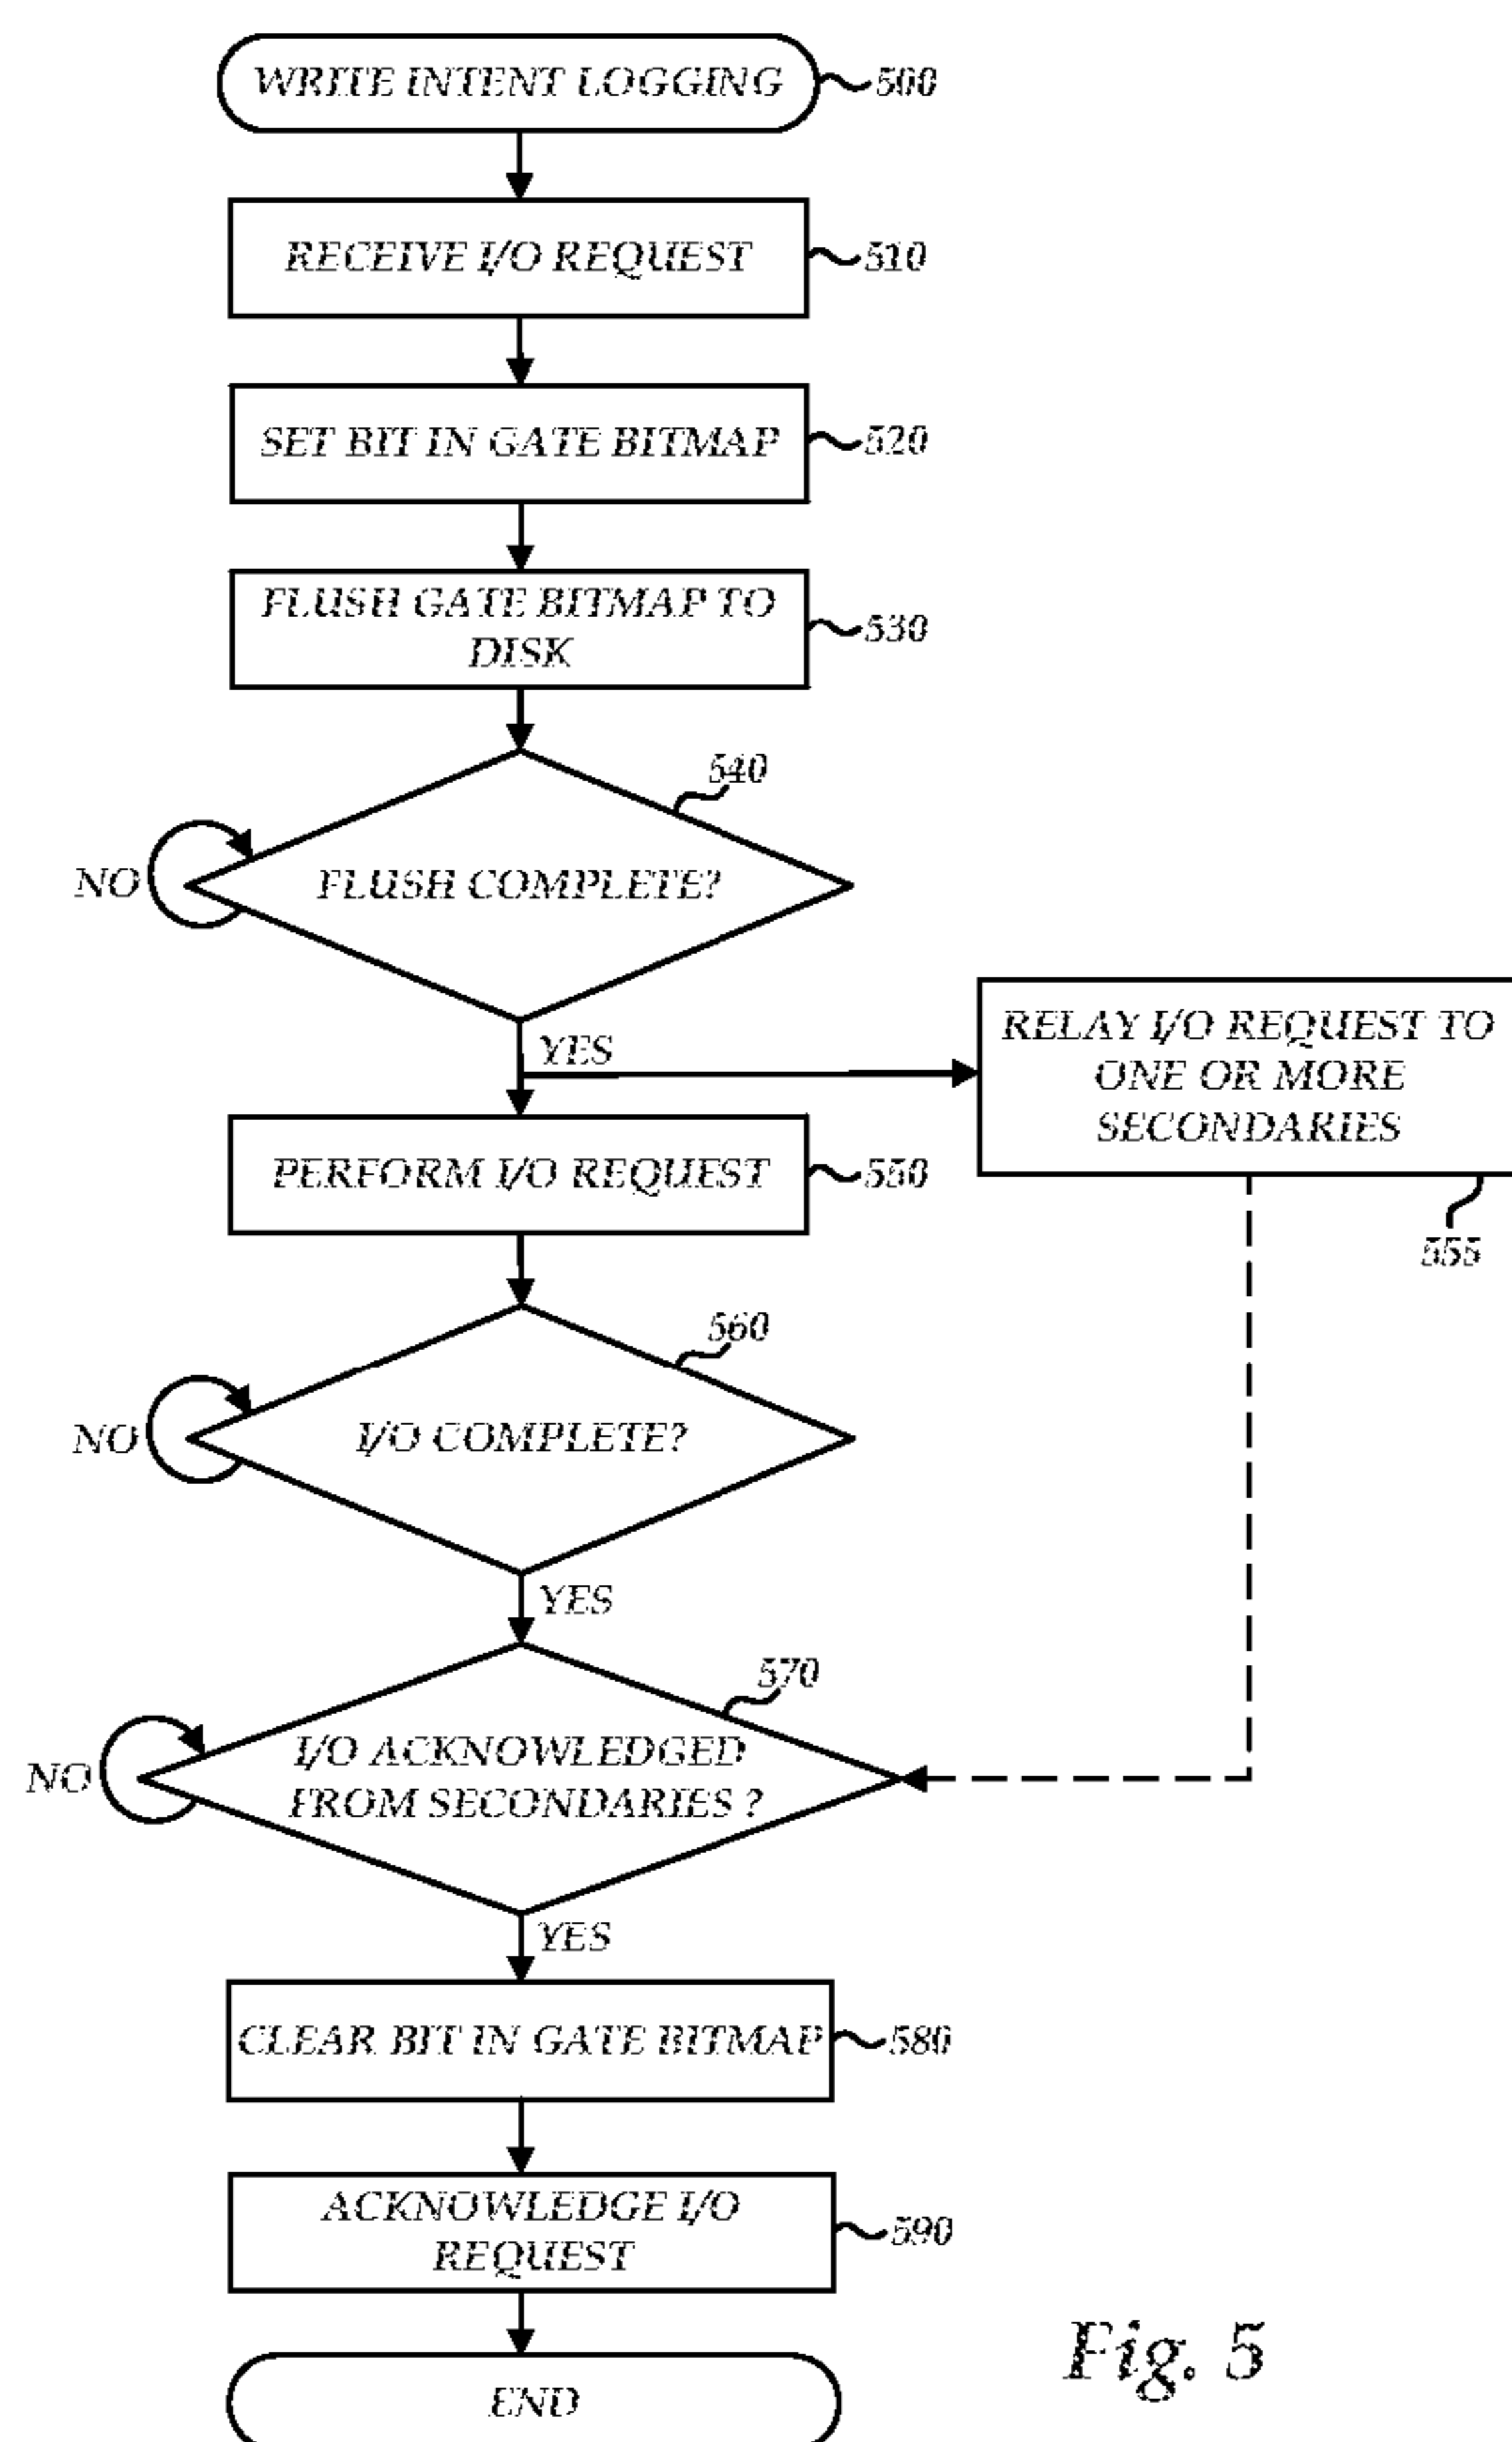 WRITE INTENT LOGGING
500
RECEIVE I/O REQUEST
510
SET BIT IN GATE BITMAP
520
FLUSH GATE BITMAP TO
DISK
530
540
NO
FLUSH COMPLETE?
YES
RELAY I/O REQUEST TO
ONE OR MORE
SECONDARIES
555
PERFORM I/O REQUEST
550
560
NO
I/O COMPLETE?
YES
570
NO
I/O ACKNOWLEDGED
FROM SECONDARIES ?
YES
CLEAR BIT IN GATE BITMAP
580
ACKNOWLEDGE I/O
REQUEST
590
END
Fig. 5